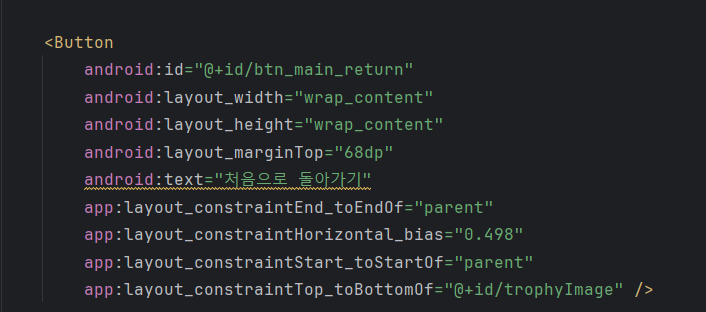 <Button
android:id="@+id/btn_main_return"
android:layout_width="wrap_content"
android:layout_height="wrap_content"
android:layout_marginTop="68dp"
android:text="처음으로 돌아가기"
app:layout_constraintEnd_toEndOf="parent"
app:layout_constraintHorizontal_bias="0.498"
app:layout_constraintStart_toStartOf="parent"
app:layout_constraintTop_toBottomOf="@+id/trophyImage" />